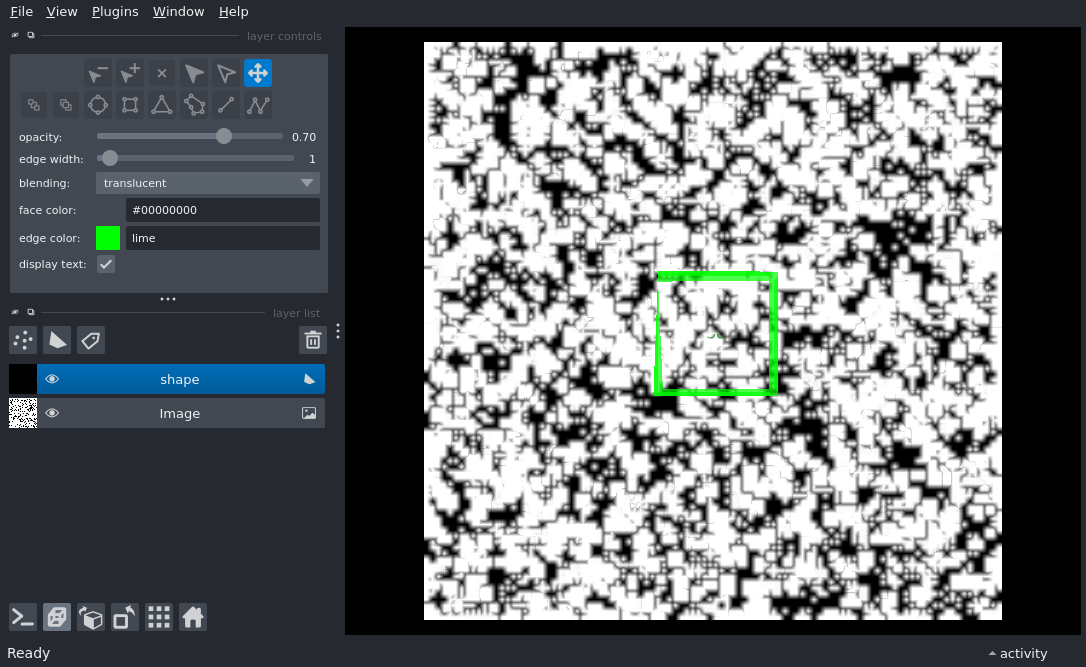 File View Plugins Window Help
layer controls
opacity: 0.70
edge width: 1
blending: translucent
face color: #00000000
edge color: lime
display text:
layer list
shape
Image
Ready
activity